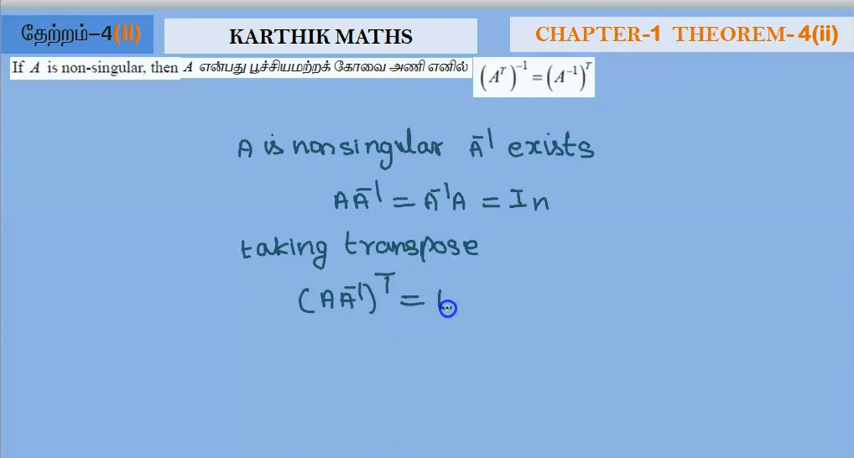 தேற்றம்-4(ii) KARTHIK MATHS CHAPTER-1 THEOREM- 4(ii)
If A is non-singular, then A என்பது பூச்சியமற்றக் கோவை அணி எனில் (Aᵀ)⁻¹ = (A⁻¹)ᵀ
A is nonsingular A⁻¹ exists
AA⁻¹ = A⁻¹A = In
taking transpose
(AA⁻¹)ᵀ = (